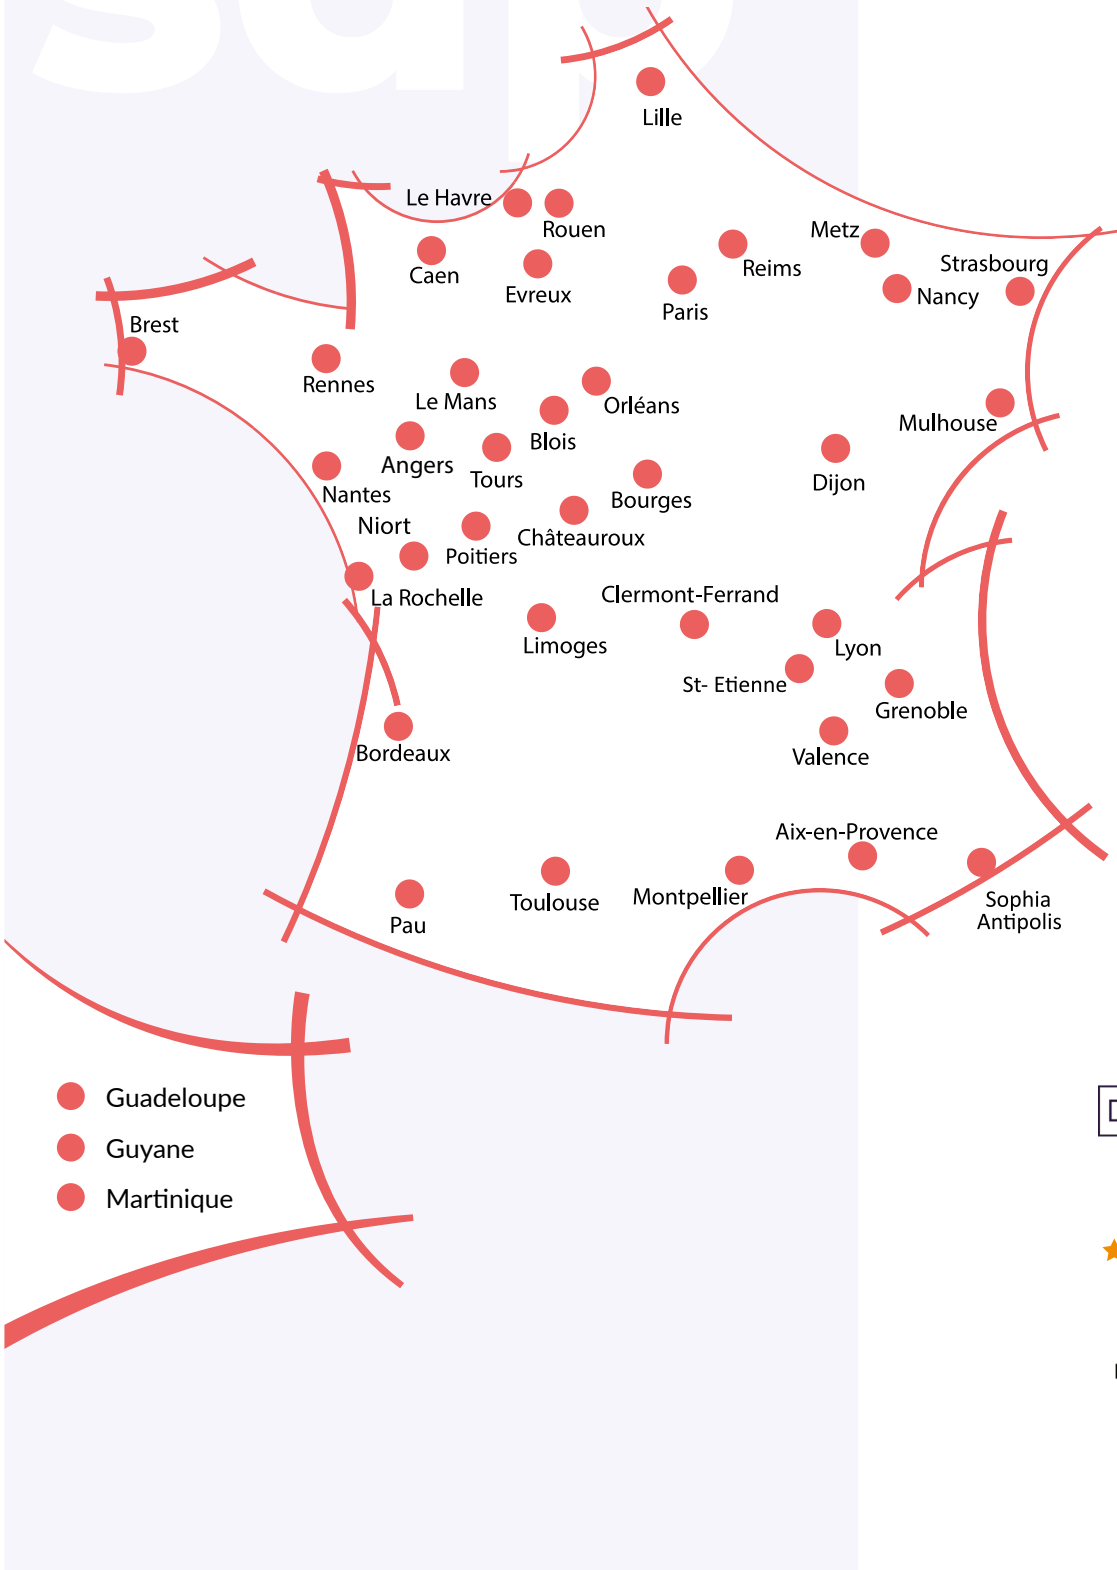 sup
Lille
Le Havre
Rouen
Metz
Reims
Strasbourg
Caen
Evreux
Nancy
Paris
Brest
Rennes
Le Mans
Orléans
Mulhouse
Blois
Angers
Tours
Dijon
Nantes
Bourges
Niort
Châteauroux
Poitiers
Clermont-Ferrand
La Rochelle
Limoges
Lyon
St- Etienne
Grenoble
Bordeaux
Valence
Aix-en-Provence
Montpellier
Toulouse
Sophia
Antipolis
Pau
Guadeloupe
Guyane
Martinique